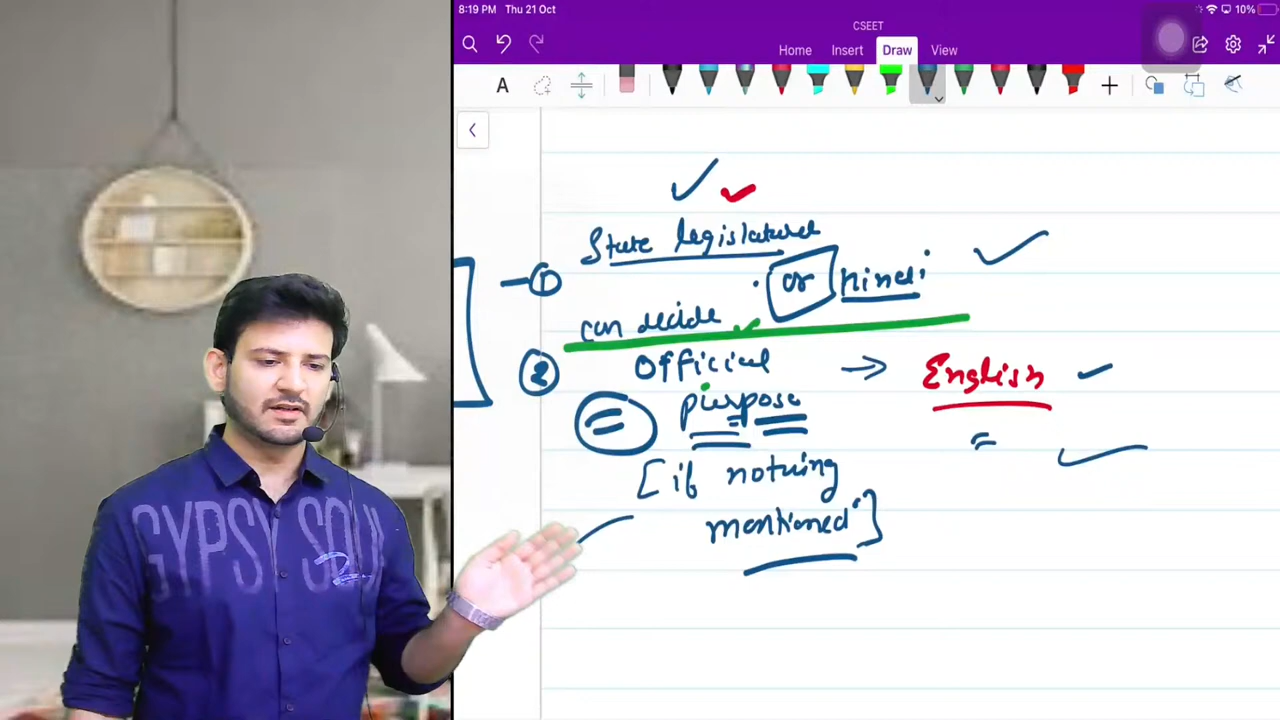 8:19 PM Thu 21 Oct
10%
CSEET
Home Insert Draw View
A
State legislature
① or hindi
can decide
② Official → English
purpose
[if nothing
mentioned]
GYPSY SOUL